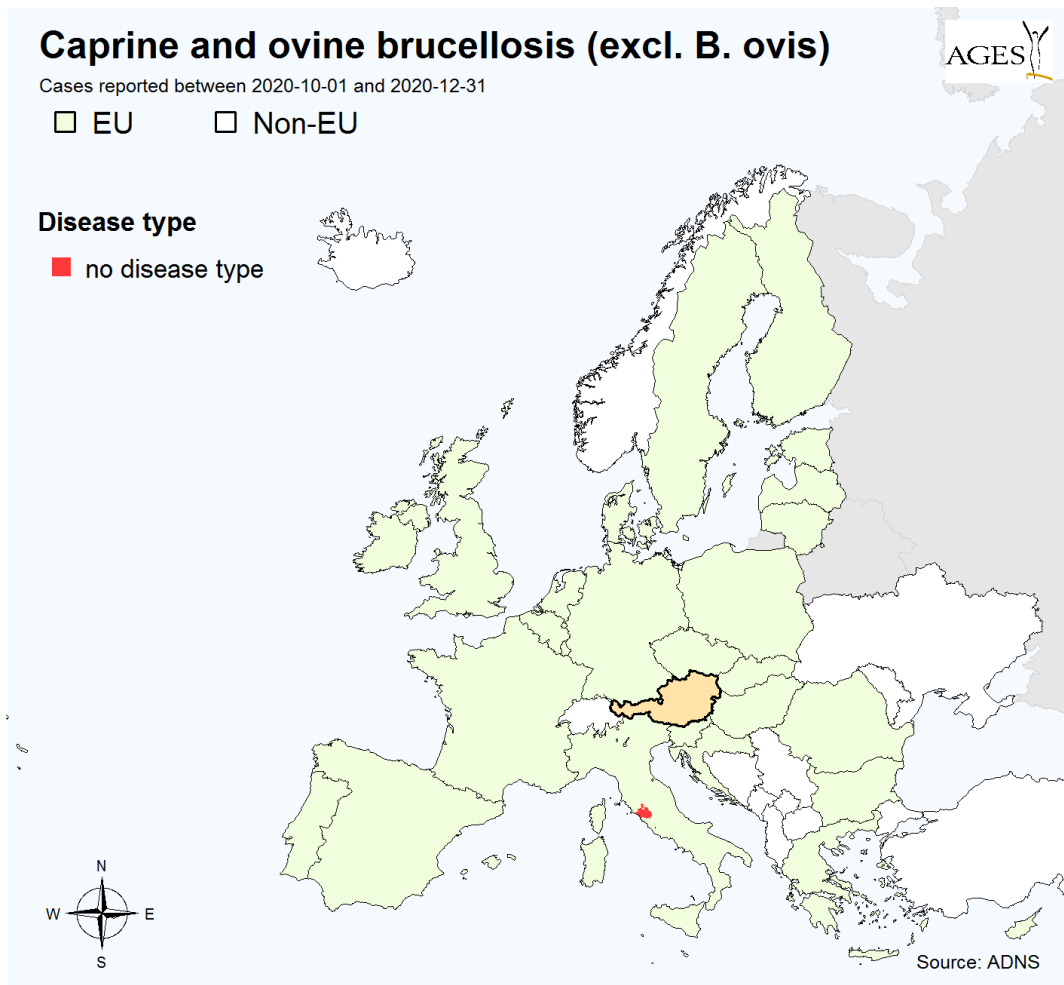 Caprine and ovine brucellosis (excl. B. ovis)
AGES
Cases reported between 2020-10-01 and 2020-12-31
EU Non-EU
Disease type
no disease type
N
W E
S
Source: ADNS